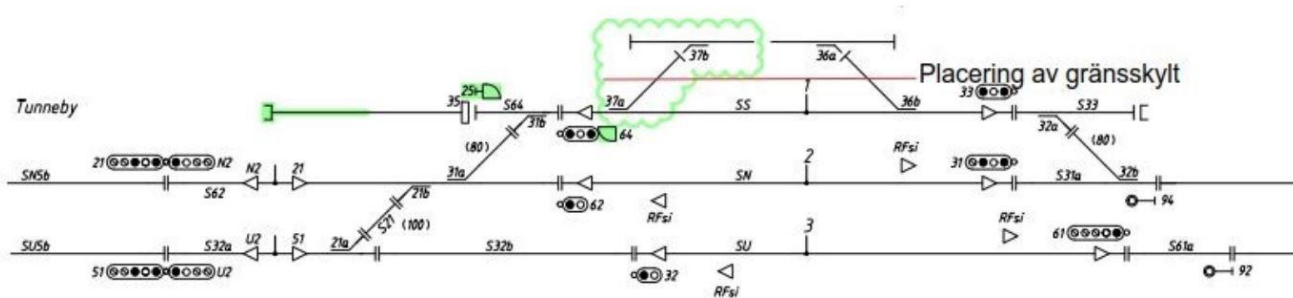 37b
36a
Placering av gränsskylt
Tunneby
25
35
S64
37a
SS
1
36b
33
S33
31b
64
32a
(80)
(80)
21
N2
N2
21
31a
2
RFsi
31
32b
SN5b
S62
21b
SN
S31a
S21
(100)
62
RFsi
94
U2
S1
21a
3
RFsi
61
SU5b
S32a
S32b
SU
S61a
S1
U2
32
RFsi
92